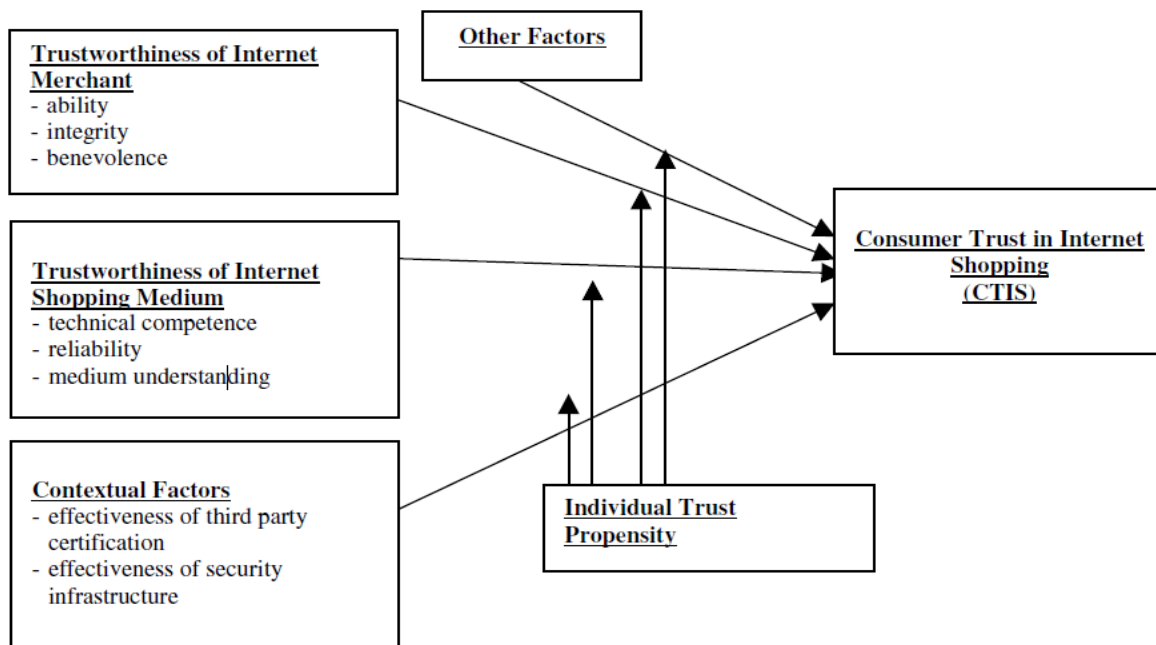 Other Factors
Trustworthiness of Internet
Merchant
- ability
- integrity
- benevolence
Trustworthiness of Internet
Shopping Medium
- technical competence
- reliability
- medium understanding
Contextual Factors
- effectiveness of third party
certification
- effectiveness of security
infrastructure
Individual Trust
Propensity
Consumer Trust in Internet
Shopping
(CTIS)